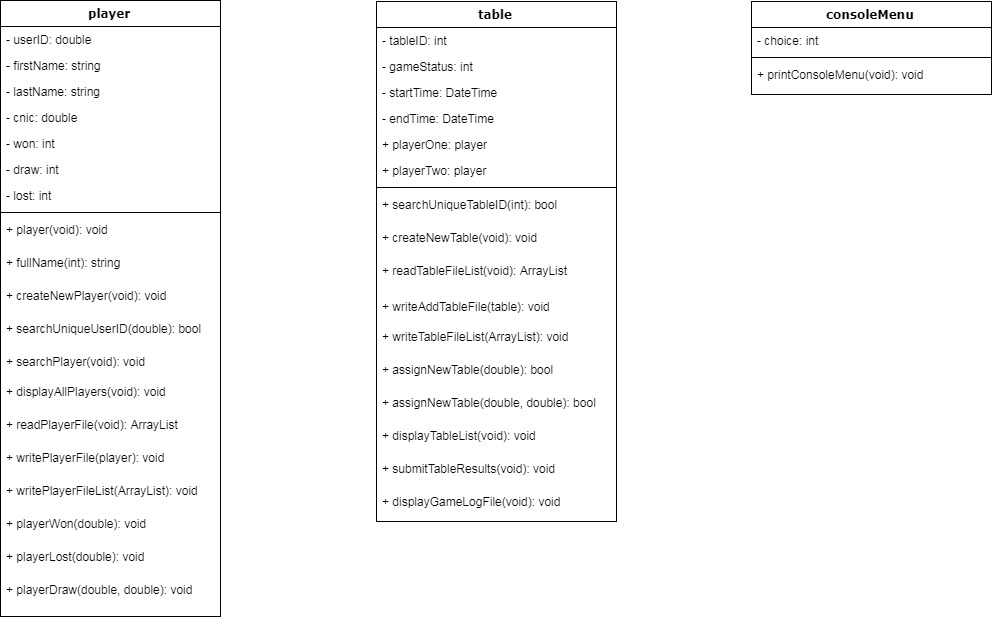 player
- userID: double
- firstName: string
- lastName: string
- cnic: double
- won: int
- draw: int
- lost: int
+ player(void): void
+ fullName(int): string
+ createNewPlayer(void): void
+ searchUniqueUserID(double): bool
+ searchPlayer(void): void
+ displayAllPlayers(void): void
+ readPlayerFile(void): ArrayList
+ writePlayerFile(player): void
+ writePlayerFileList(ArrayList): void
+ playerWon(double): void
+ playerLost(double): void
+ playerDraw(double, double): void
table
- tableID: int
- gameStatus: int
- startTime: DateTime
- endTime: DateTime
+ playerOne: player
+ playerTwo: player
+ searchUniqueTableID(int): bool
+ createNewTable(void): void
+ readTableFileList(void): ArrayList
+ writeAddTableFile(table): void
+ writeTableFileList(ArrayList): void
+ assignNewTable(double): bool
+ assignNewTable(double, double): bool
+ displayTableList(void): void
+ submitTableResults(void): void
+ displayGameLogFile(void): void
consoleMenu
- choice: int
+ printConsoleMenu(void): void